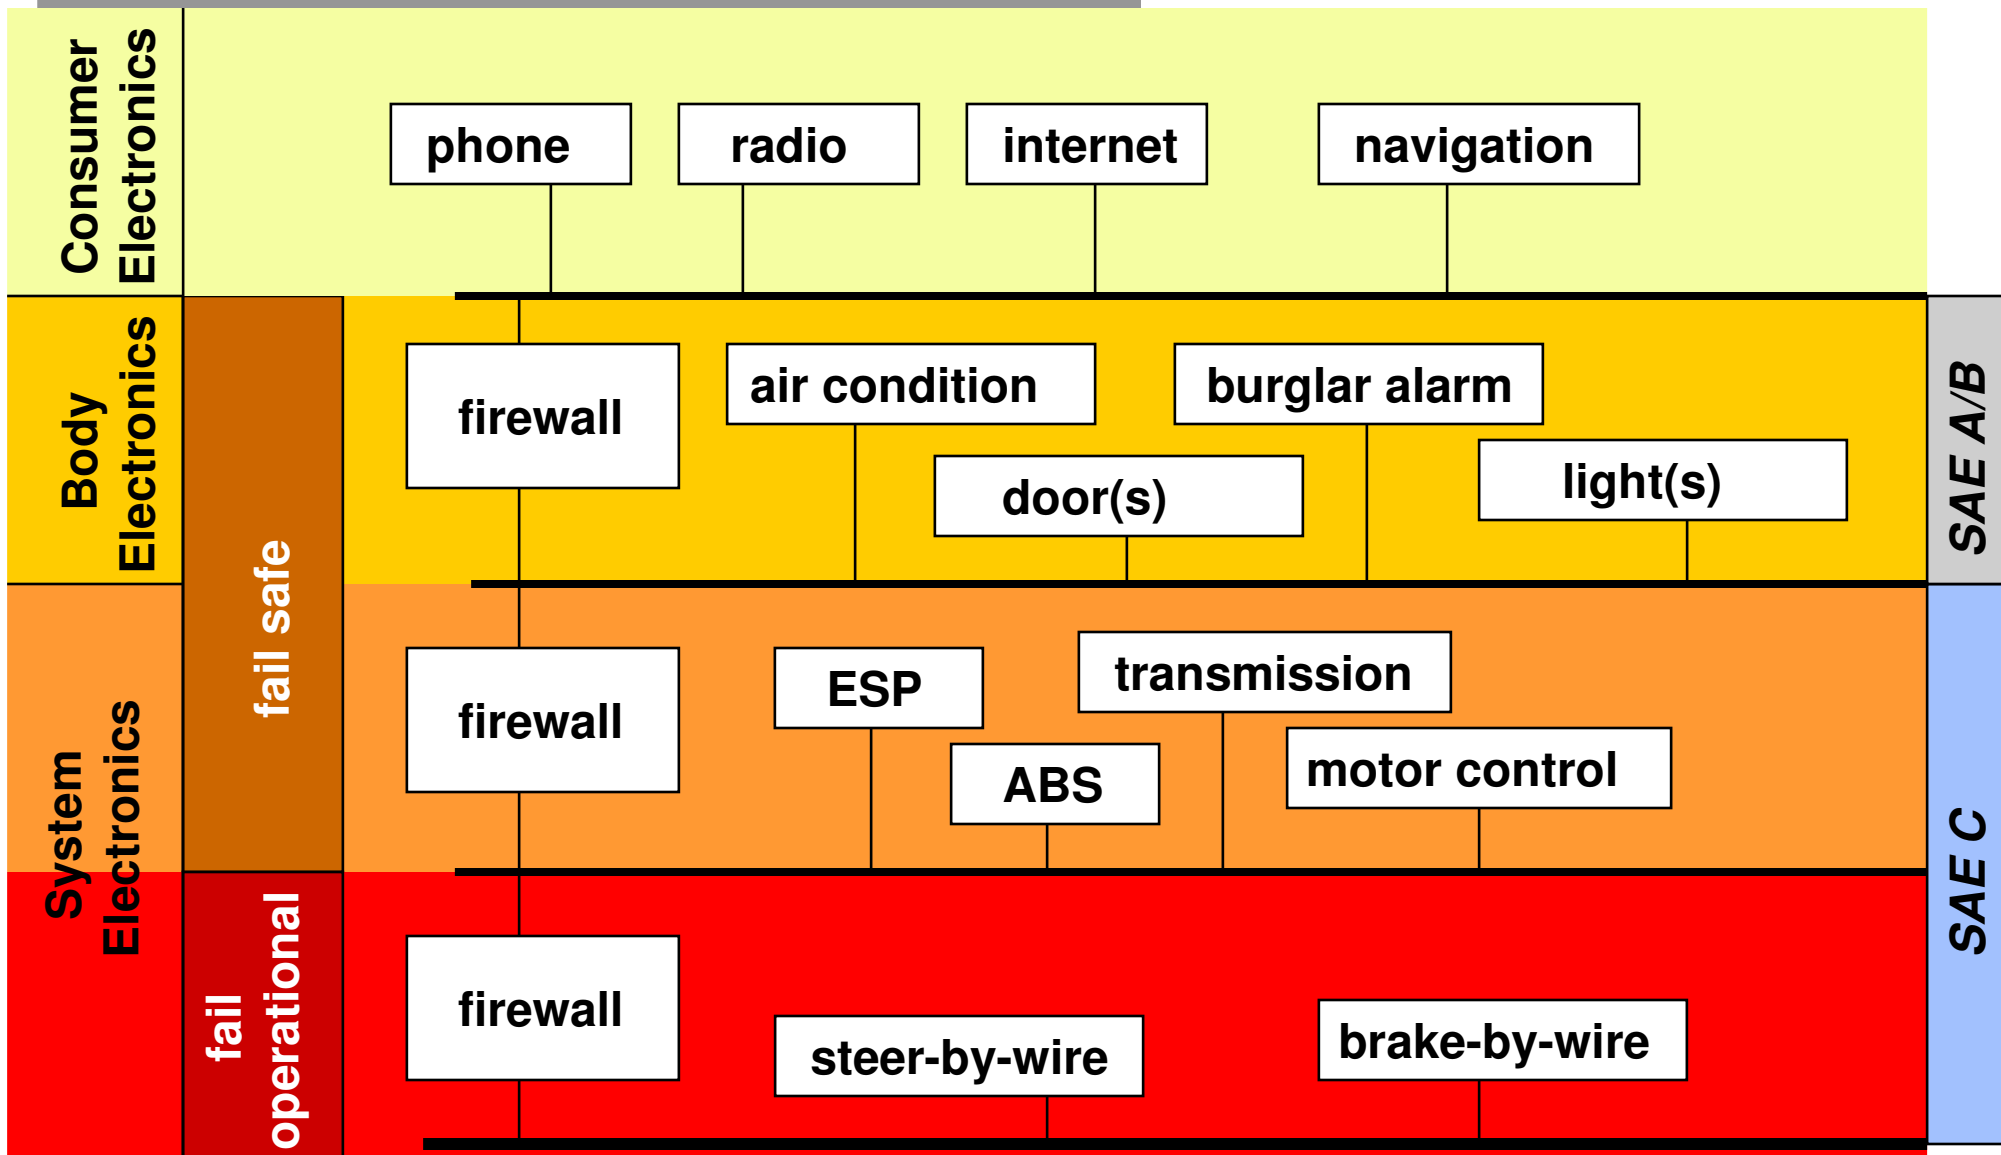 Consumer
Electronics
phone
radio
internet
navigation
Body
Electronics
fail safe
firewall
air condition
burglar alarm
door(s)
light(s)
SAE A/B
System
Electronics
firewall
ESP
transmission
ABS
motor control
SAE C
fail
operational
firewall
steer-by-wire
brake-by-wire